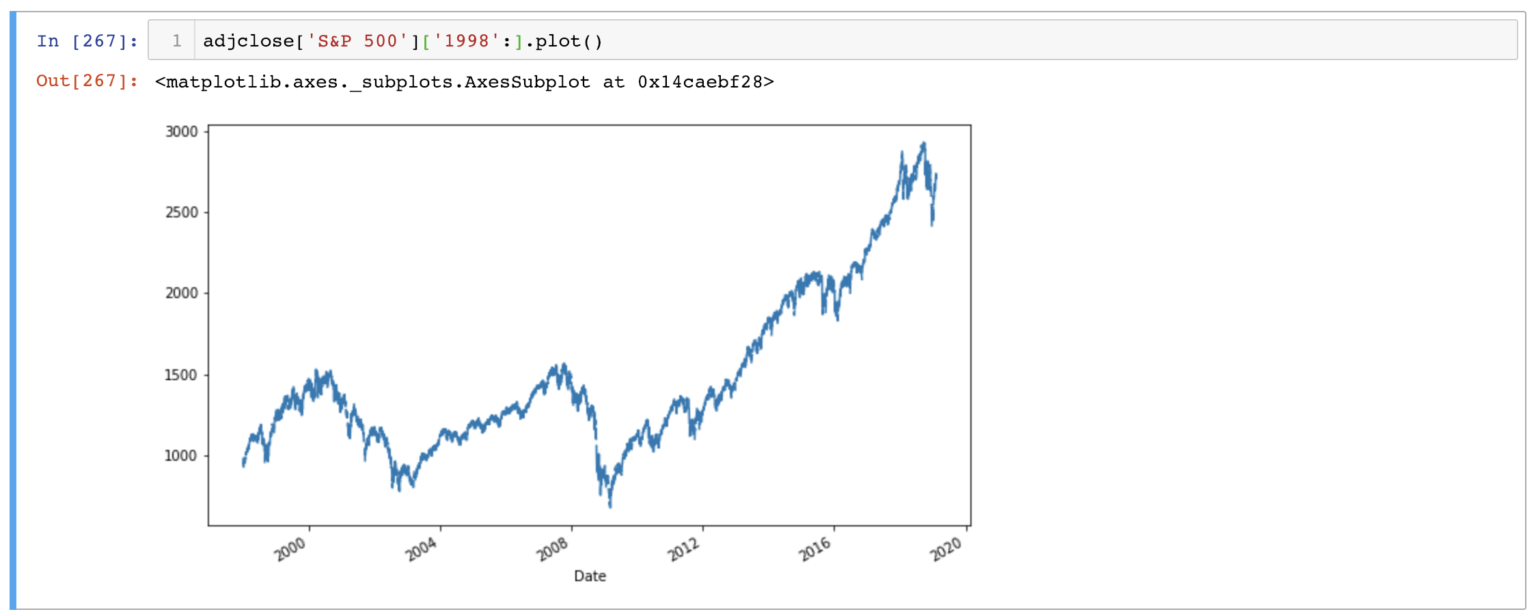 In [267]: 1 adjclose['S&P 500']['1998':].plot()
Out[267]: <matplotlib.axes._subplots.AxesSubplot at 0x14caebf28>
3000
2500
2000
1500
1000
2000 2004 2008 2012 2016 2020
Date